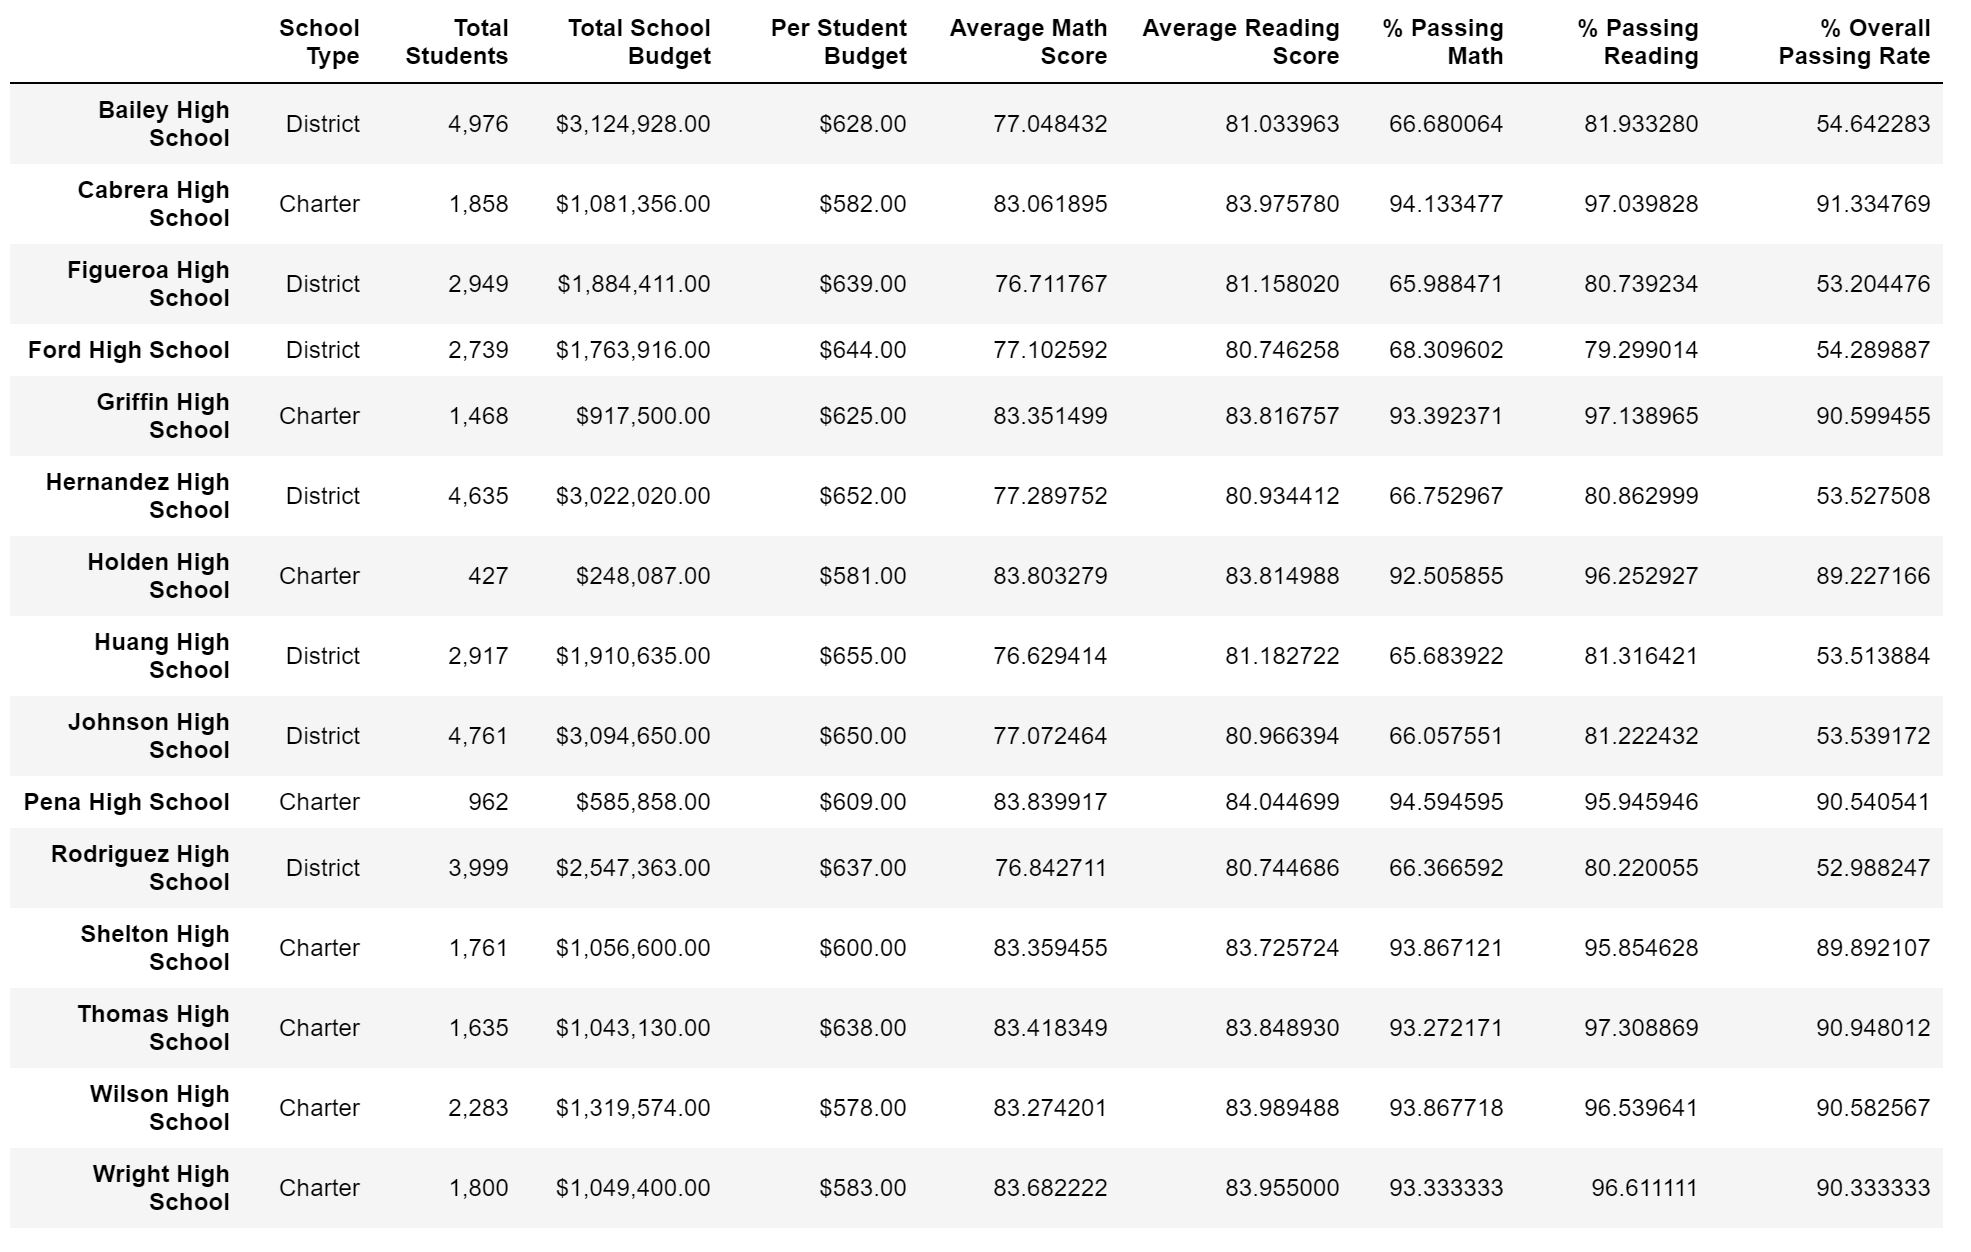 School Type Total Students Total School Budget Per Student Budget Average Math Score Average Reading Score % Passing Math % Passing Reading % Overall Passing Rate
Bailey High School District 4,976 $3,124,928.00 $628.00 77.048432 81.033963 66.680064 81.933280 54.642283
Cabrera High School Charter 1,858 $1,081,356.00 $582.00 83.061895 83.975780 94.133477 97.039828 91.334769
Figueroa High School District 2,949 $1,884,411.00 $639.00 76.711767 81.158020 65.988471 80.739234 53.204476
Ford High School District 2,739 $1,763,916.00 $644.00 77.102592 80.746258 68.309602 79.299014 54.289887
Griffin High School Charter 1,468 $917,500.00 $625.00 83.351499 83.816757 93.392371 97.138965 90.599455
Hernandez High School District 4,635 $3,022,020.00 $652.00 77.289752 80.934412 66.752967 80.862999 53.527508
Holden High School Charter 427 $248,087.00 $581.00 83.803279 83.814988 92.505855 96.252927 89.227166
Huang High School District 2,917 $1,910,635.00 $655.00 76.629414 81.182722 65.683922 81.316421 53.513884
Johnson High School District 4,761 $3,094,650.00 $650.00 77.072464 80.966394 66.057551 81.222432 53.539172
Pena High School Charter 962 $585,858.00 $609.00 83.839917 84.044699 94.594595 95.945946 90.540541
Rodriguez High School District 3,999 $2,547,363.00 $637.00 76.842711 80.744686 66.366592 80.220055 52.988247
Shelton High School Charter 1,761 $1,056,600.00 $600.00 83.359455 83.725724 93.867121 95.854628 89.892107
Thomas High School Charter 1,635 $1,043,130.00 $638.00 83.418349 83.848930 93.272171 97.308869 90.948012
Wilson High School Charter 2,283 $1,319,574.00 $578.00 83.274201 83.989488 93.867718 96.539641 90.582567
Wright High School Charter 1,800 $1,049,400.00 $583.00 83.682222 83.955000 93.333333 96.611111 90.333333